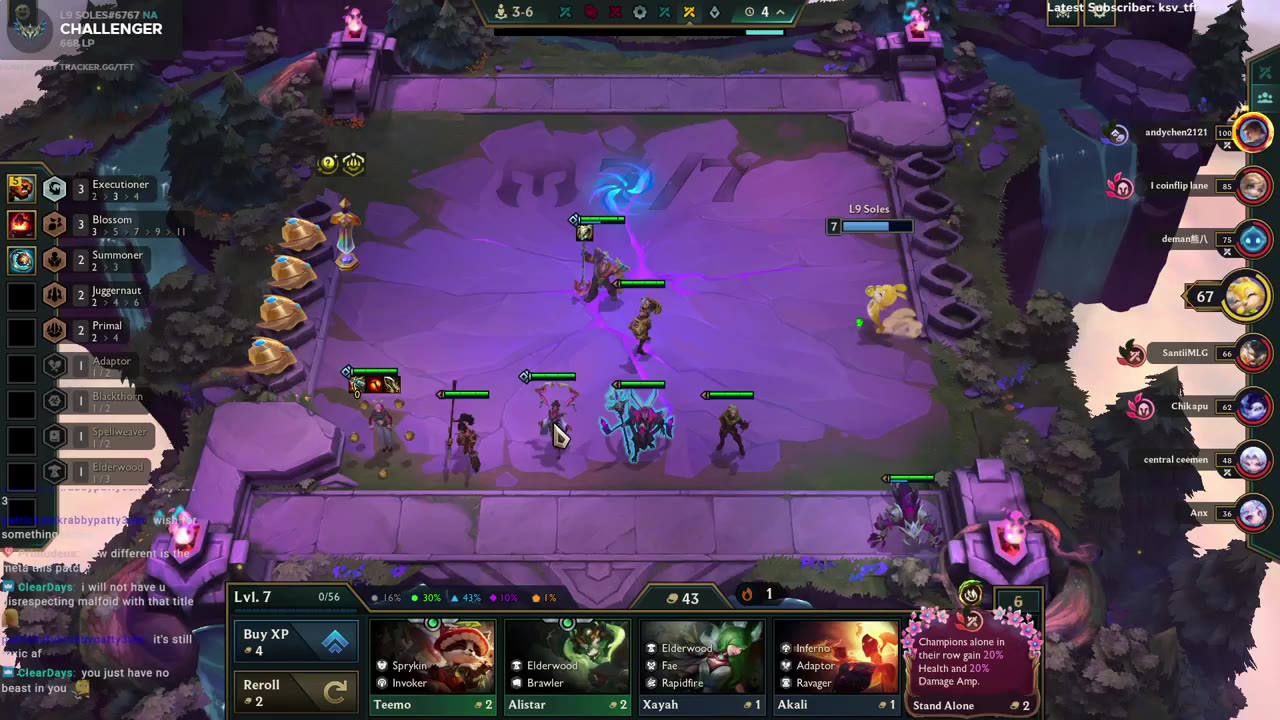 L9 SOLES#6767 NA
CHALLENGER
668 LP
BY TRACKER.GG/TFT
3-6
4
Latest Subscriber: ksv_tft
7/7
L9 Soles
7
3 Executioner
2 > 3 > 4
3 Blossom
3 > 5 > 7 > 9 > 11
2 Summoner
2 > 3
2 Juggernaut
2 > 4 > 6
2 Primal
2 > 4
1 Adaptor
1 / 2
1 Blackthorn
1 / 2
1 Spellweaver
1 / 2
1 Elderwood
1 / 3
andychen2121 100
I coinflip lane 85
deman熊八 75
67
SantiiMLG 66
Chikapu 62
central ceemen 48
Anx 36
0
3
wish for
something
different is the
meta this patch
ClearDays: i will not have u
disrespecting malfoid with that title
it's still
ClearDays: you just have no
beast in you
Lvl. 7 0/56
16% 30% 43% 10% 1%
43
1
6
Buy XP
4
Reroll
2
Sprykin
Invoker
Teemo 2
Elderwood
Brawler
Alistar 2
Elderwood
Fae
Rapidfire
Xayah 1
Inferno
Adaptor
Ravager
Akali 1
Champions alone in
their row gain 20%
Health and 20%
Damage Amp.
Stand Alone 2